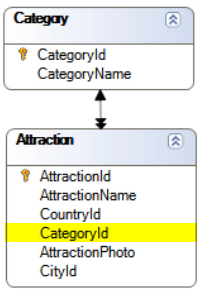 Category
CategoryId
CategoryName
Attraction
AttractionId
AttractionName
CountryId
CategoryId
AttractionPhoto
CityId